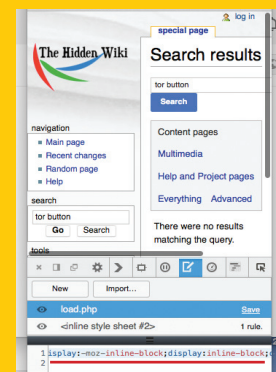 log in
special page
The Hidden Wiki
Search results
tor button
Search
navigation
Main page
Recent changes
Random page
Help
search
tor button
Go Search
tools
Content pages
Multimedia
Help and Project pages
Everything Advanced
There were no results
matching the query.
New Import...
load.php Save
<inline style sheet #2> 1 rule.
1 isplay:-moz-inline-block;display:inline-block;
2